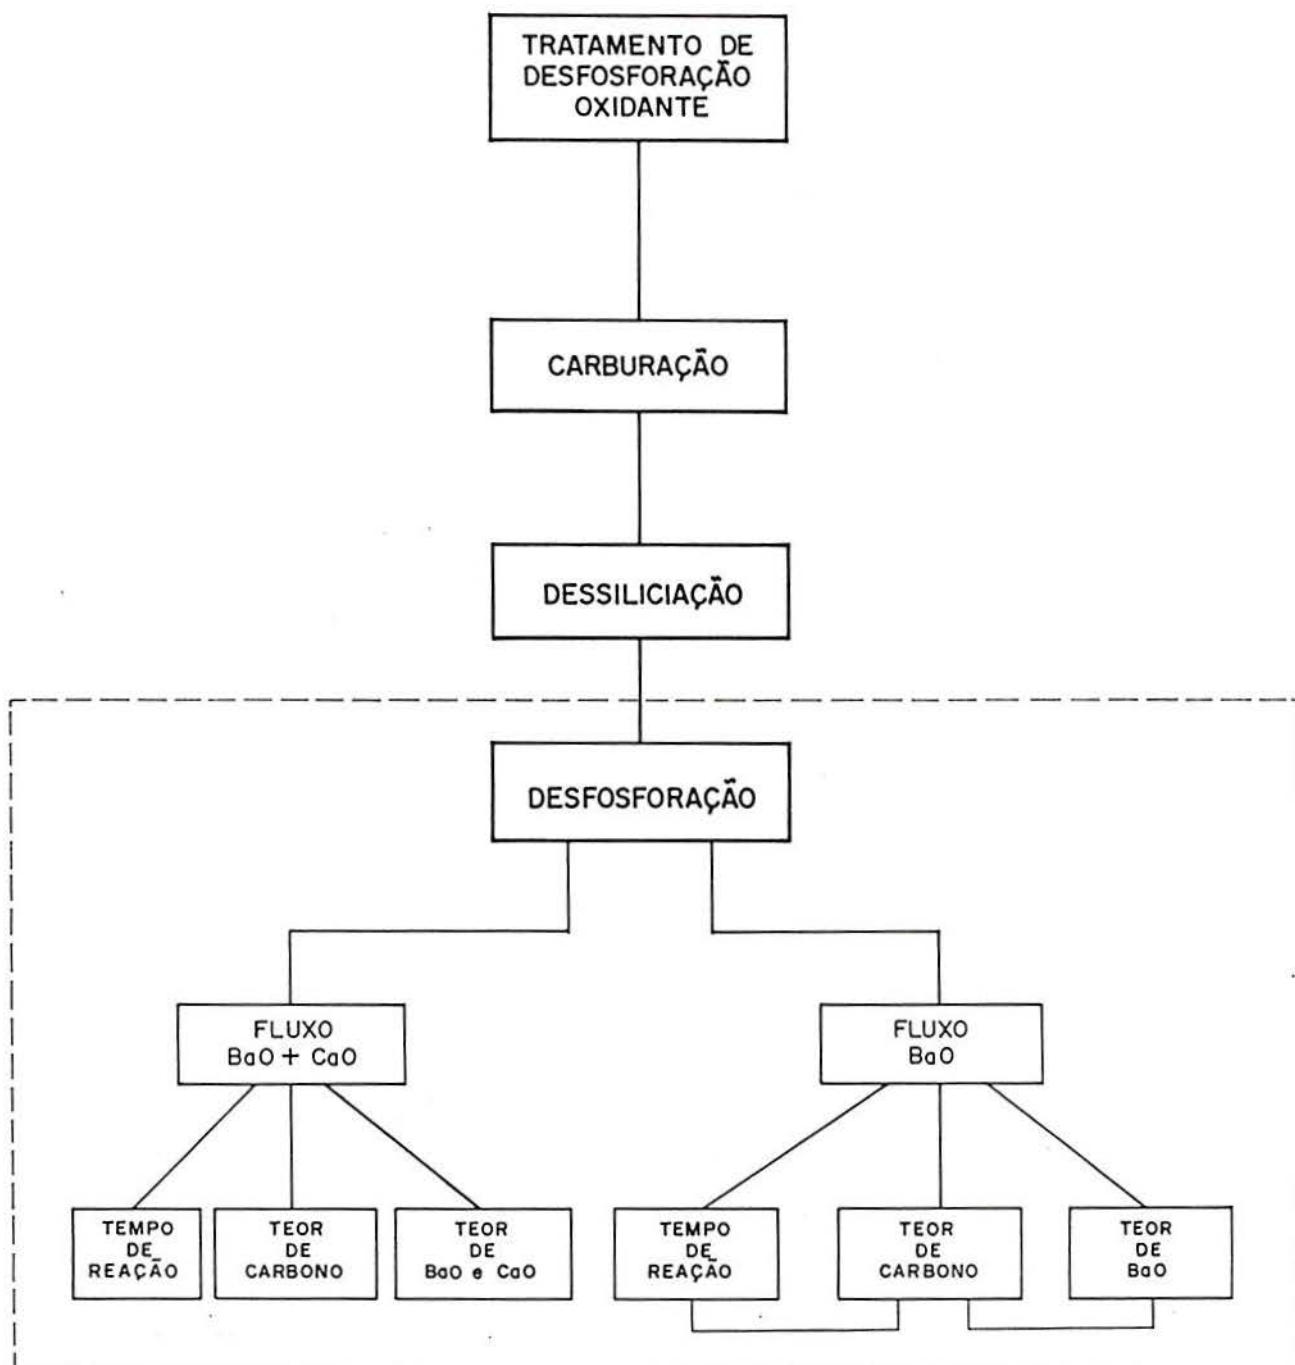 TRATAMENTO DE
DESFOSFORAÇÃO
OXIDANTE
CARBURAÇÃO
DESSILICIAÇÃO
DESFOSFORAÇÃO
FLUXO
BaO + CaO
FLUXO
BaO
TEMPO
DE
REAÇÃO
TEOR
DE
CARBONO
TEOR
DE
BaO e CaO
TEMPO
DE
REAÇÃO
TEOR
DE
CARBONO
TEOR
DE
BaO